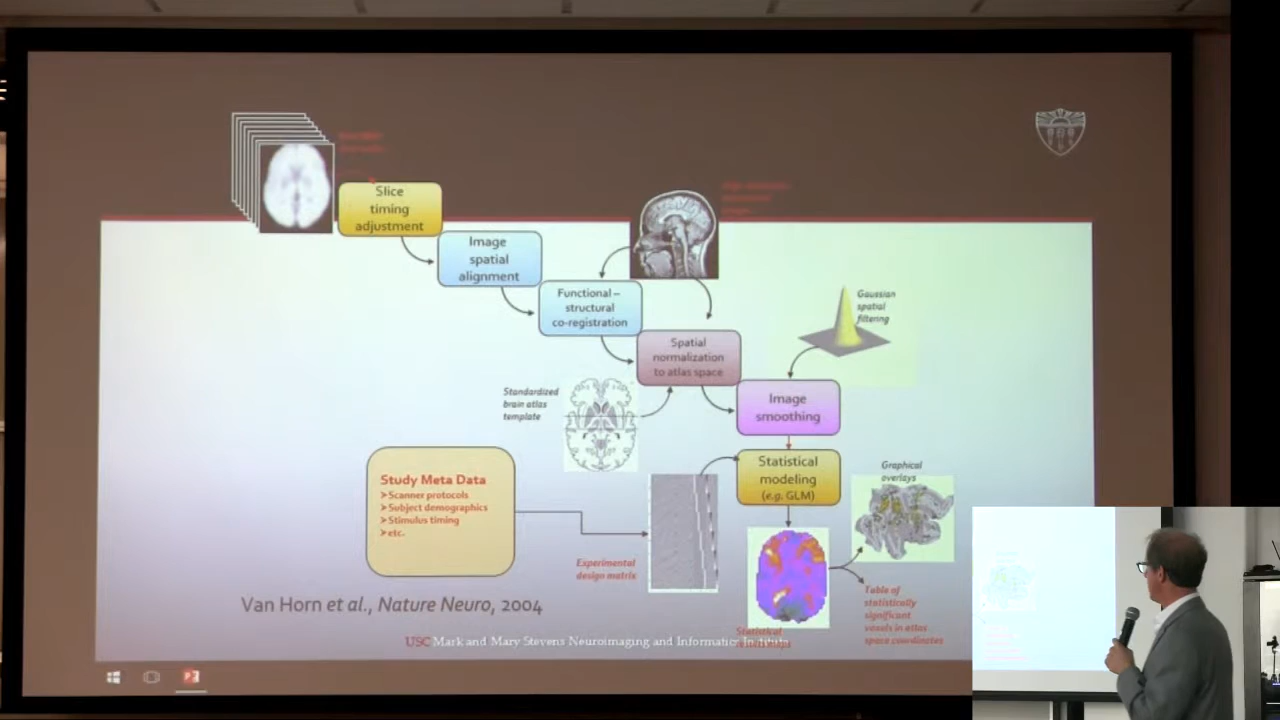 Slice
timing
adjustment
Image
spatial
alignment
Functional –
structural
co-registration
Gaussian
spatial
filtering
Spatial
normalization
to atlas space
Standardized
brain atlas
template
Image
smoothing
Study Meta Data
➢Scanner protocols
➢Subject demographics
➢Stimulus timing
➢etc.
Statistical
modeling
(e.g. GLM)
Graphical
overlays
Experimental
design matrix
Table of
statistically
significant
voxels in atlas
space coordinates
Van Horn et al., Nature Neuro, 2004
Statistical
USC Mark and Mary Stevens Neuroimaging and Informatics Institute